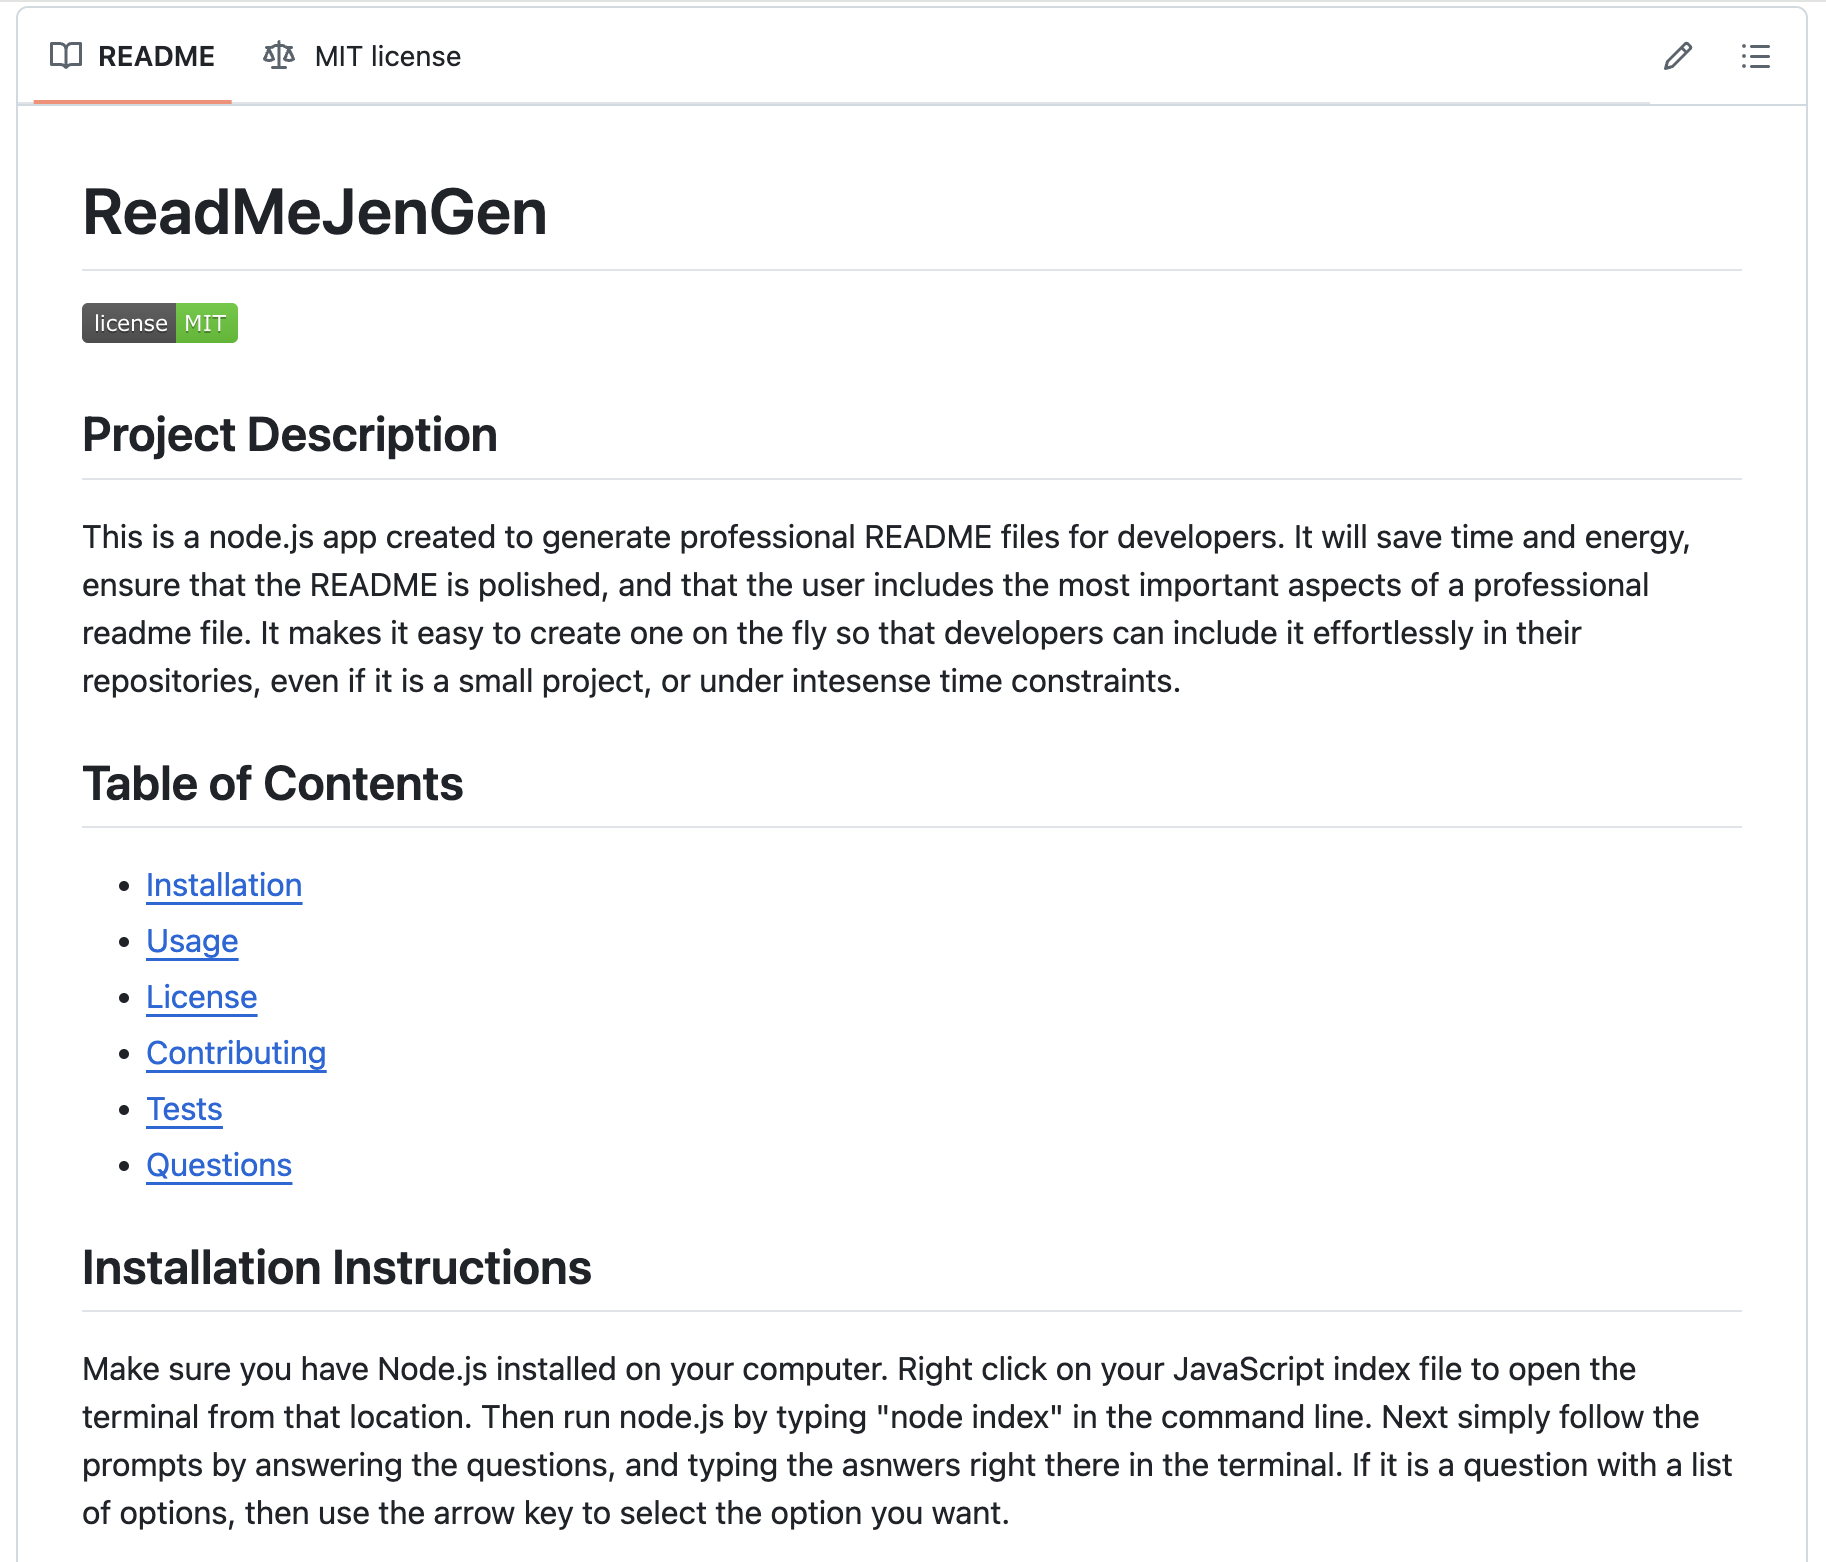 README
MIT license
ReadMeJenGen
license MIT
Project Description
This is a node.js app created to generate professional README files for developers. It will save time and energy,
ensure that the README is polished, and that the user includes the most important aspects of a professional
readme file. It makes it easy to create one on the fly so that developers can include it effortlessly in their
repositories, even if it is a small project, or under intesense time constraints.
Table of Contents
Installation
Usage
License
Contributing
Tests
Questions
Installation Instructions
Make sure you have Node.js installed on your computer. Right click on your JavaScript index file to open the
terminal from that location. Then run node.js by typing "node index" in the command line. Next simply follow the
prompts by answering the questions, and typing the asnwers right there in the terminal. If it is a question with a list
of options, then use the arrow key to select the option you want.